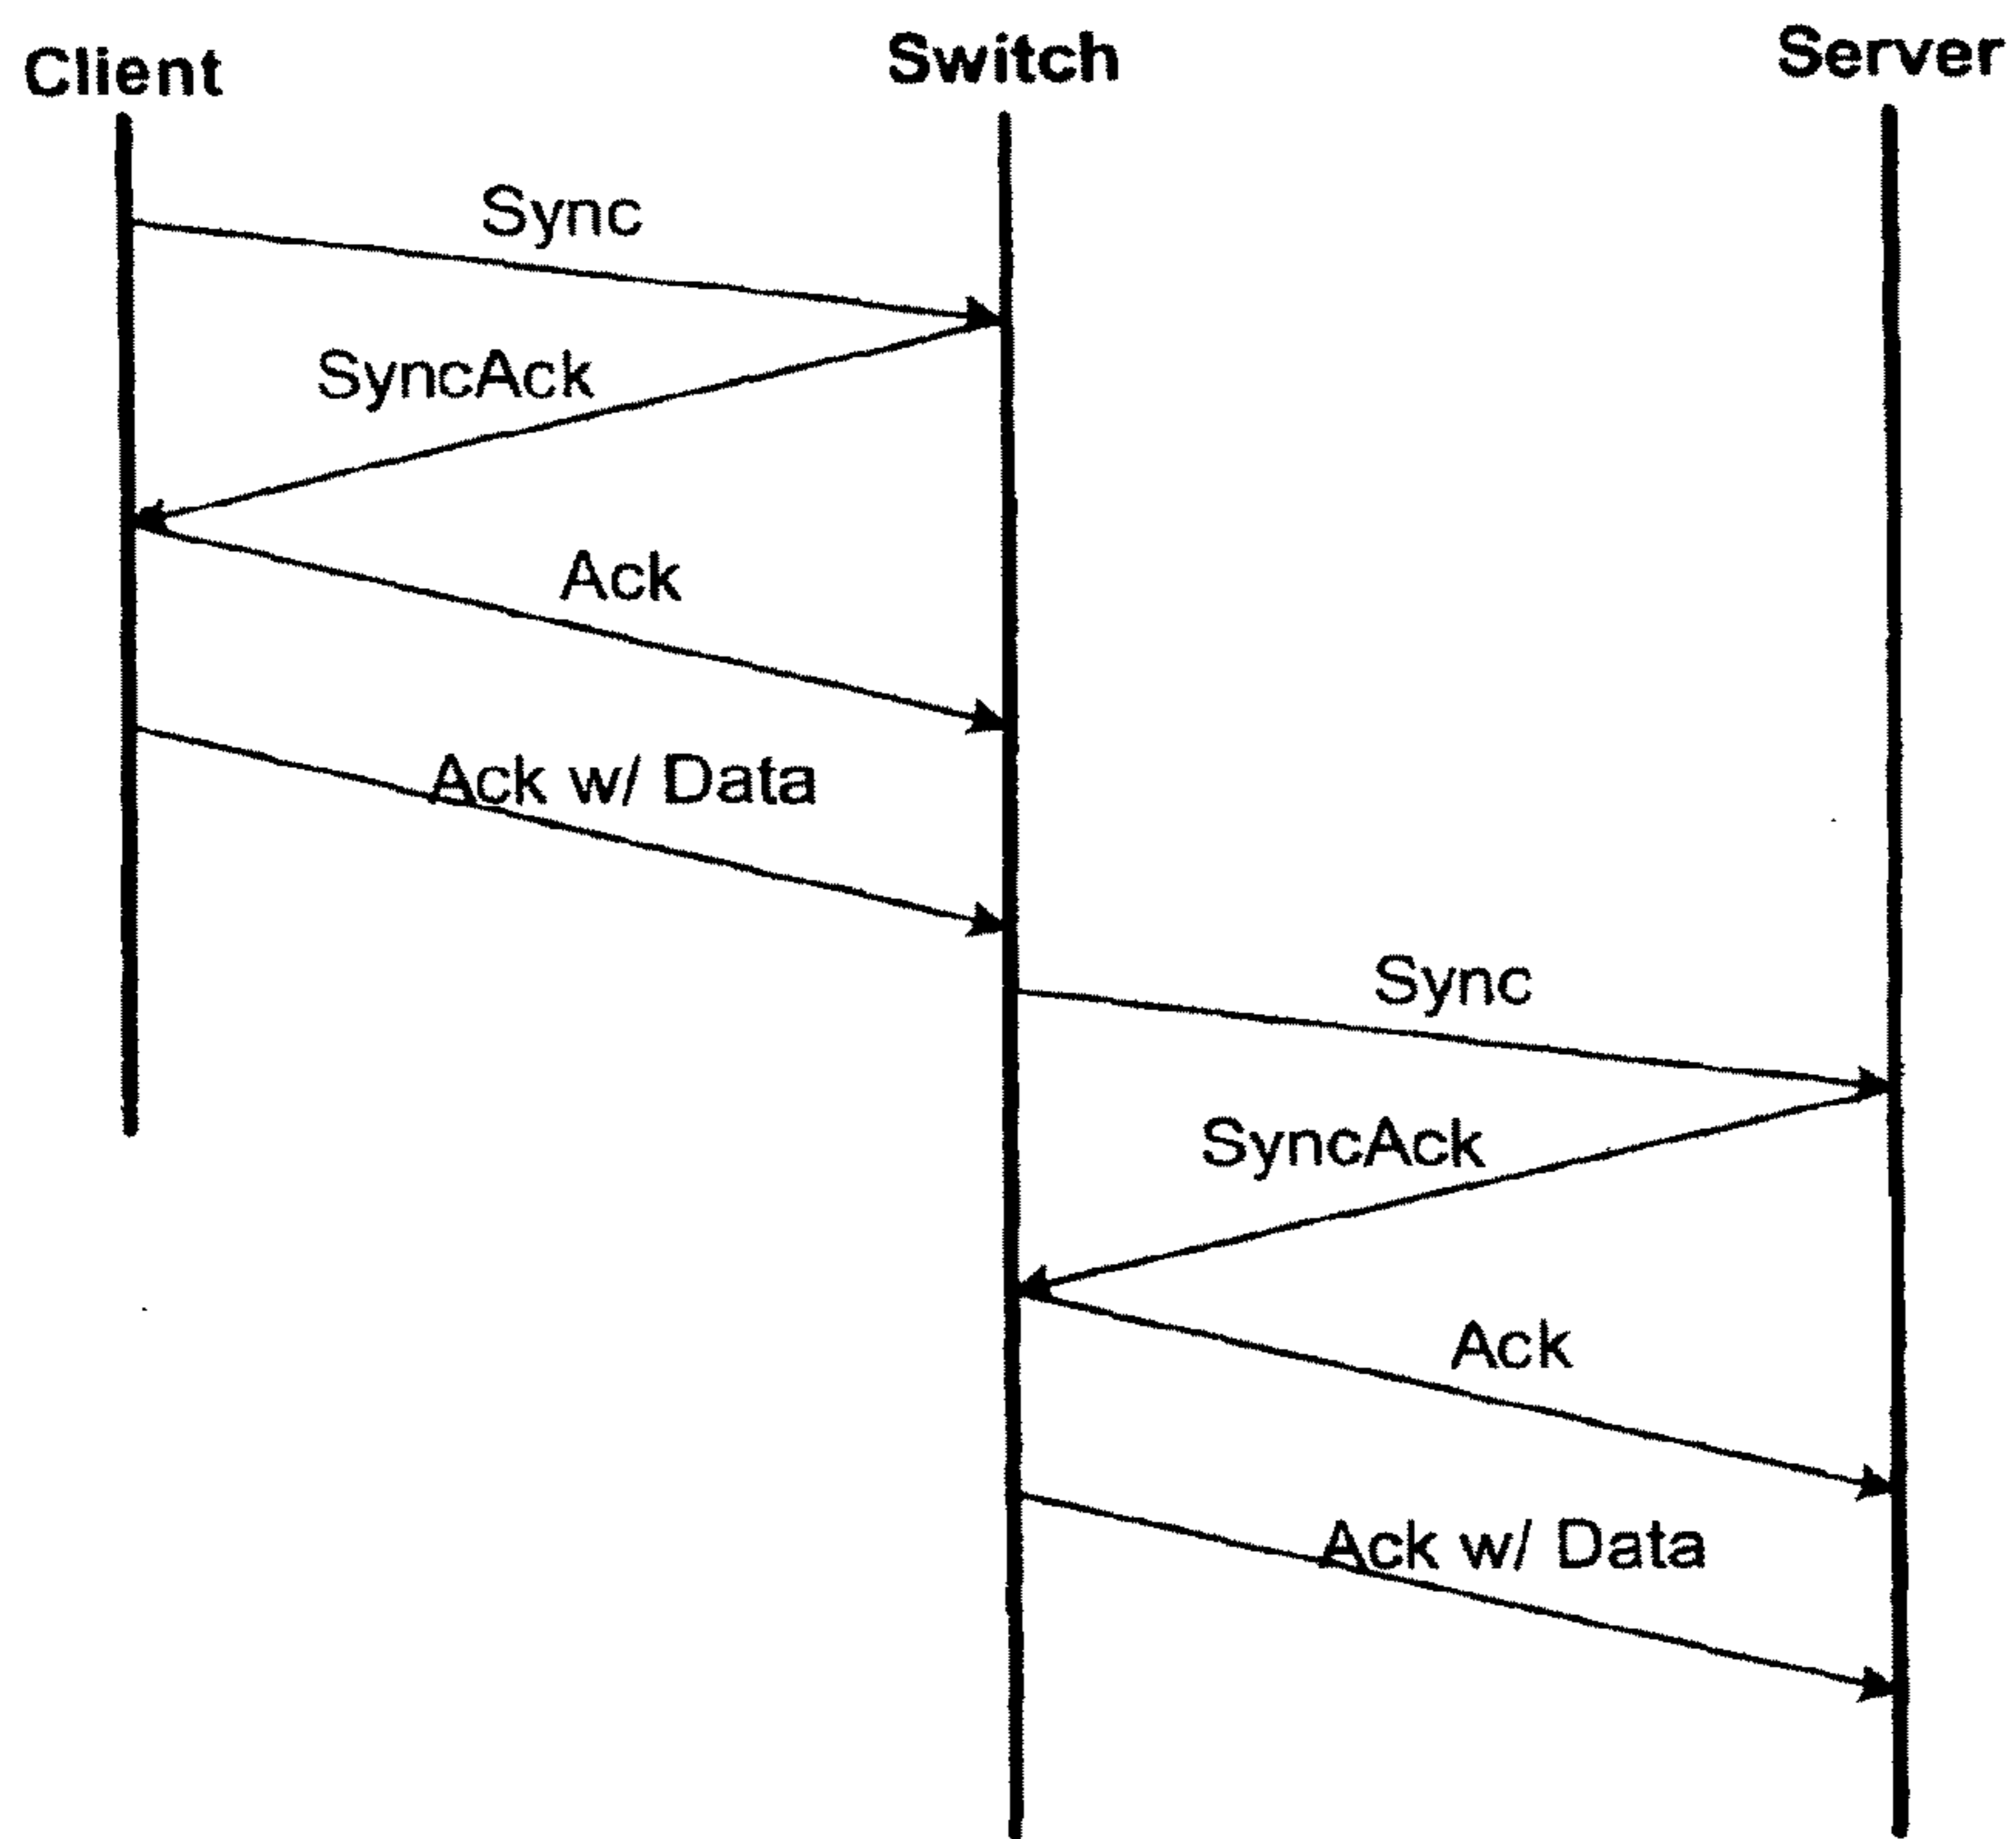 Client
Switch
Server
Sync
SyncAck
Ack
Ack w/ Data
Sync
SyncAck
Ack
Ack w/ Data